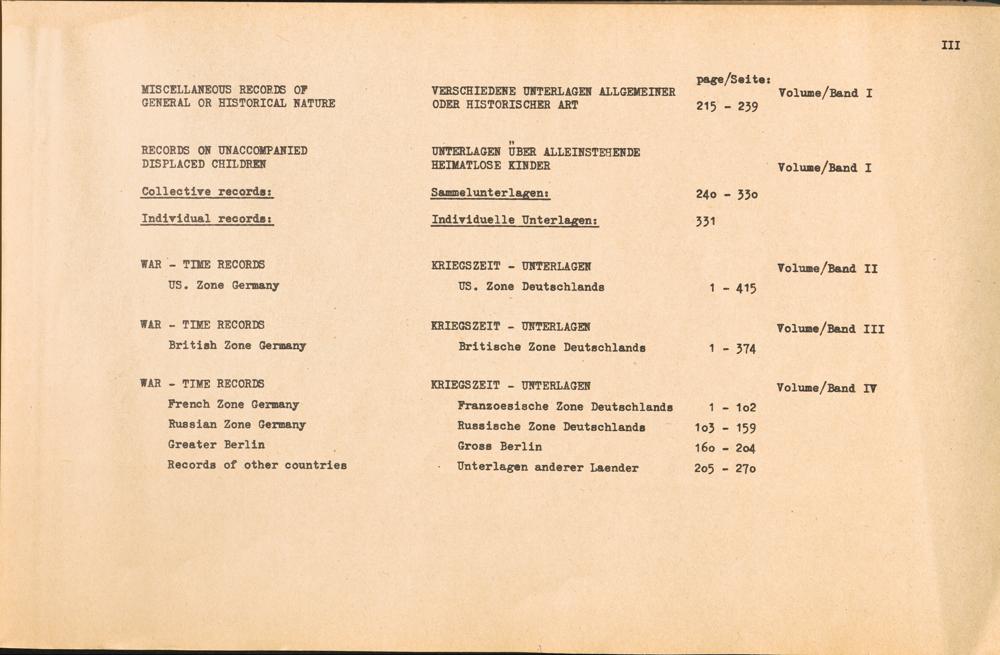 III
page/Seite:
MISCELLANEOUS RECORDS OF VERSCHIEDENE UNTERLAGEN ALLGEMEINER Volume/Band I
GENERAL OR HISTORICAL NATURE ODER HISTORISCHER ART 215 - 239
RECORDS ON UNACCOMPANIED UNTERLAGEN ÜBER ALLEINSTEHENDE
DISPLACED CHILDREN HEIMATLOSE KINDER Volume/Band I
Collective records: Sammelunterlagen: 24o - 33o
Individual records: Individuelle Unterlagen: 331
WAR - TIME RECORDS KRIEGSZEIT - UNTERLAGEN Volume/Band II
US. Zone Germany US. Zone Deutschlands 1 - 415
WAR - TIME RECORDS KRIEGSZEIT - UNTERLAGEN Volume/Band III
British Zone Germany Britische Zone Deutschlands 1 - 374
WAR - TIME RECORDS KRIEGSZEIT - UNTERLAGEN Volume/Band IV
French Zone Germany Franzoesische Zone Deutschlands 1 - 1o2
Russian Zone Germany Russische Zone Deutschlands 1o3 - 159
Greater Berlin Gross Berlin 16o - 2o4
Records of other countries Unterlagen anderer Laender 2o5 - 27o